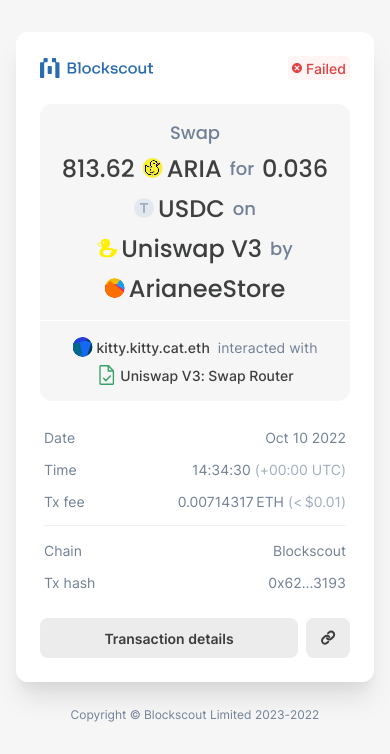 Blockscout
Failed
Swap
813.62 ARIA for 0.036
T USDC on
Uniswap V3 by
ArianeeStore
kitty.kitty.cat.eth interacted with
Uniswap V3: Swap Router
Date Oct 10 2022
Time 14:34:30 (+00:00 UTC)
Tx fee 0.00714317 ETH (< $0.01)
Chain Blockscout
Tx hash 0x62...3193
Transaction details
Copyright © Blockscout Limited 2023-2022